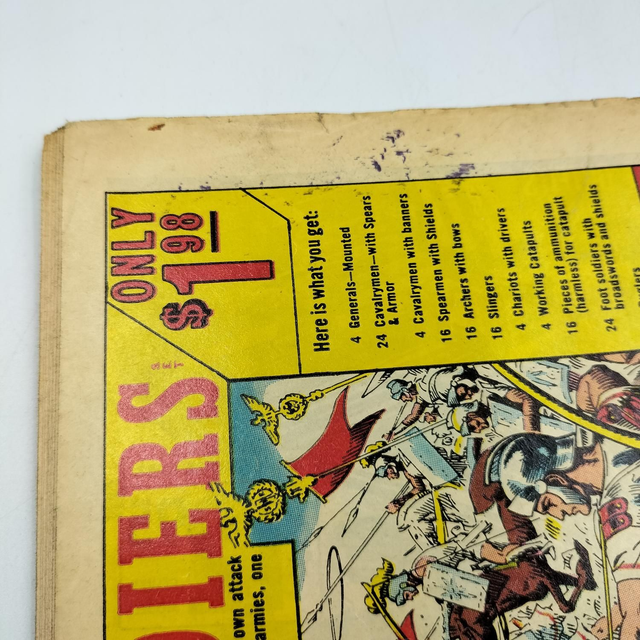 ONLY
$1 98
DIERS
SET
Here is what you get:
4 Generals—Mounted
24 Cavalrymen—with Spears
& Armor
4 Cavalrymen with banners
16 Spearmen with Shields
16 Archers with bows
16 Slingers
4 Chariots with drivers
4 Working Catapults
16 Pieces of ammunition
(harmless) for catapult
24 Foot soldiers with
broadswords and shields
own attack
armies, one